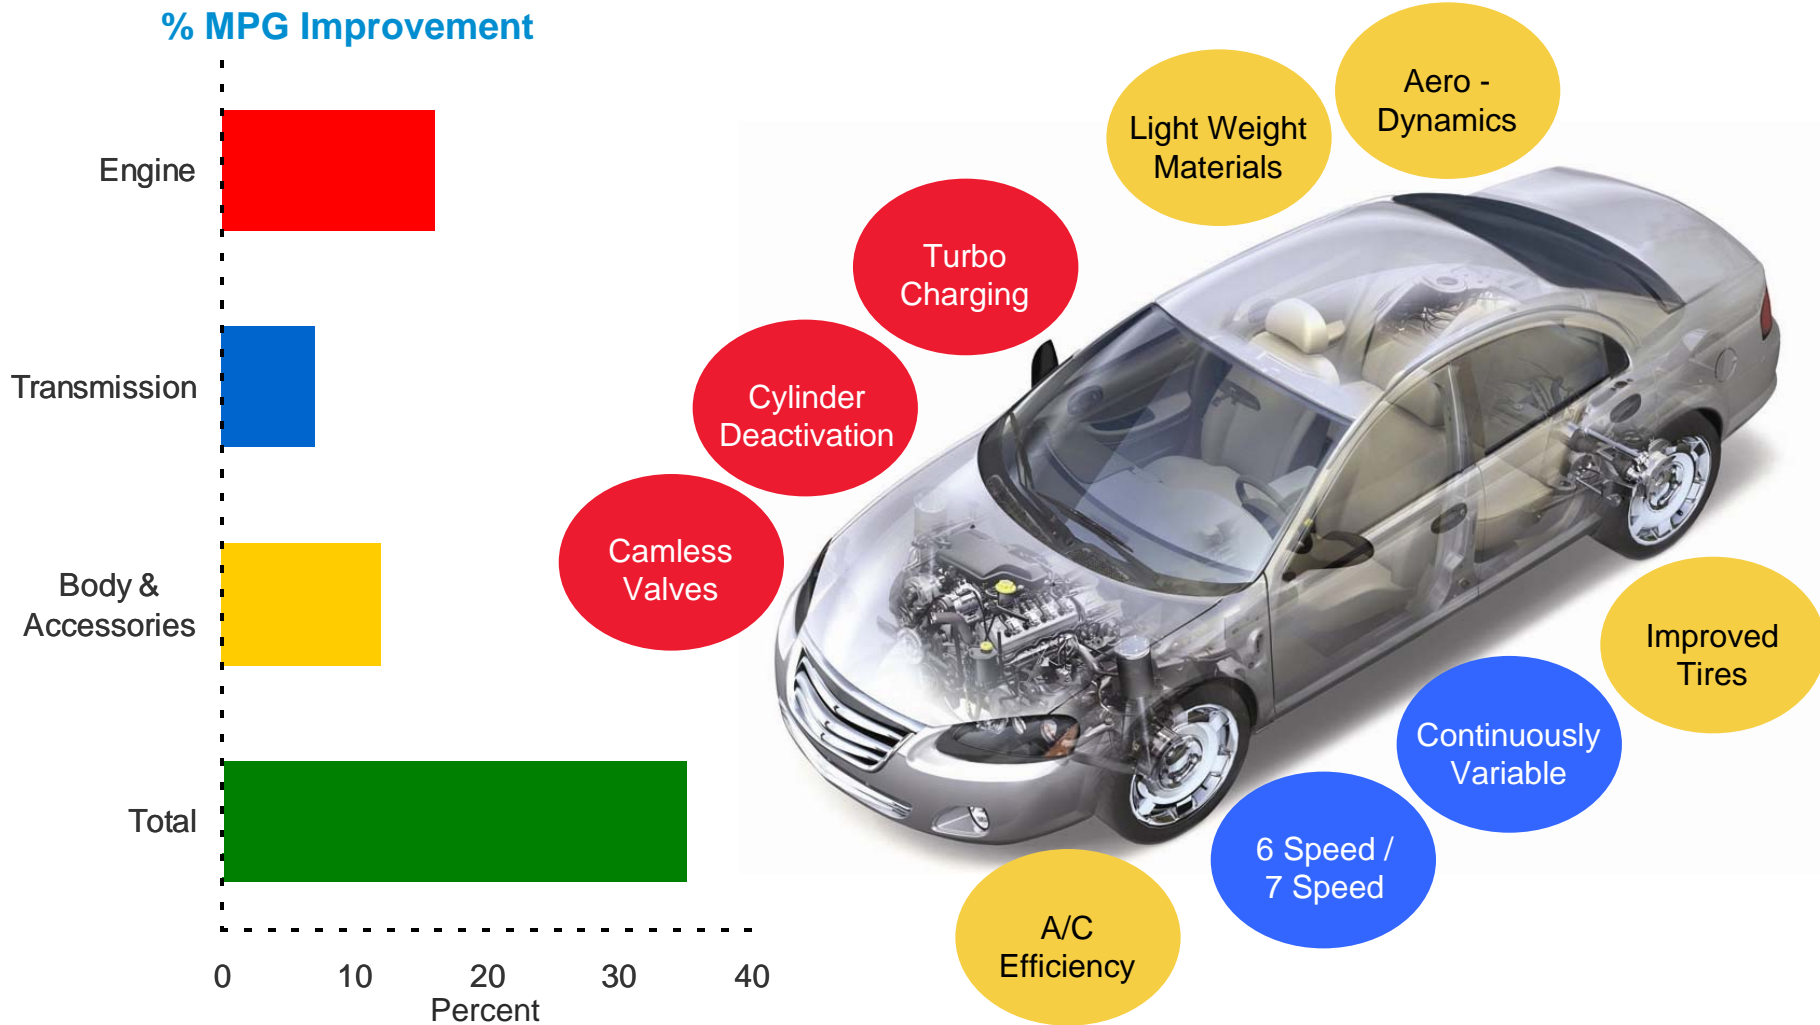 % MPG Improvement
Engine
Transmission
Body &
Accessories
Total
0 10 20 30 40
Percent
Aero -
Dynamics
Light Weight
Materials
Turbo
Charging
Cylinder
Deactivation
Camless
Valves
Improved
Tires
Continuously
Variable
6 Speed /
7 Speed
A/C
Efficiency